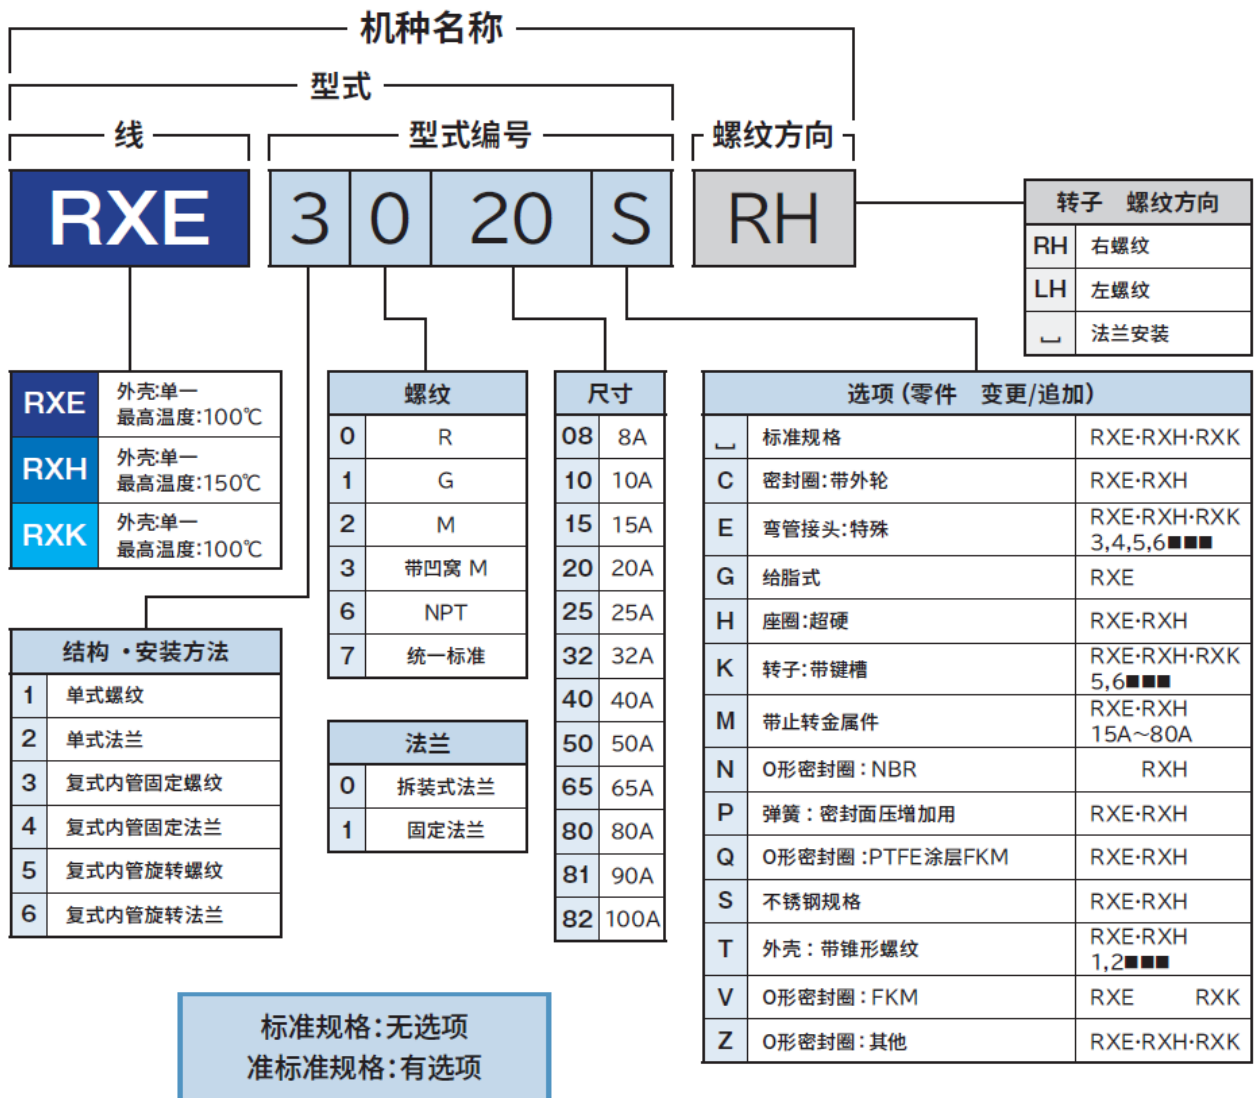 机种名称
型式
线 型式编号 螺纹方向
RXE 3 0 20 S RH
转子 螺纹方向
RH 右螺纹
LH 左螺纹
⎵ 法兰安装
RXE 外壳:单一
最高温度:100℃
RXH 外壳:单一
最高温度:150℃
RXK 外壳:单一
最高温度:100℃
结构・安装方法
1 单式螺纹
2 单式法兰
3 复式内管固定螺纹
4 复式内管固定法兰
5 复式内管旋转螺纹
6 复式内管旋转法兰
螺纹
0 R
1 G
2 M
3 带凹窝 M
6 NPT
7 统一标准
法兰
0 拆装式法兰
1 固定法兰
尺寸
08 8A
10 10A
15 15A
20 20A
25 25A
32 32A
40 40A
50 50A
65 65A
80 80A
81 90A
82 100A
选项(零件 变更/追加)
⎵ 标准规格 RXE・RXH・RXK
C 密封圈:带外轮 RXE・RXH
E 弯管接头:特殊 RXE・RXH・RXK
3,4,5,6■■■
G 给脂式 RXE
H 座圈:超硬 RXE・RXH
K 转子:带键槽 RXE・RXH・RXK
5,6■■■
M 带止转金属件 RXE・RXH
15A～80A
N O形密封圈:NBR RXH
P 弹簧:密封面压增加用 RXE・RXH
Q O形密封圈:PTFE涂层FKM RXE・RXH
S 不锈钢规格 RXE・RXH
T 外壳:带锥形螺纹 RXE・RXH
1,2■■■
V O形密封圈:FKM RXE RXK
Z O形密封圈:其他 RXE・RXH・RXK
标准规格:无选项
准标准规格:有选项